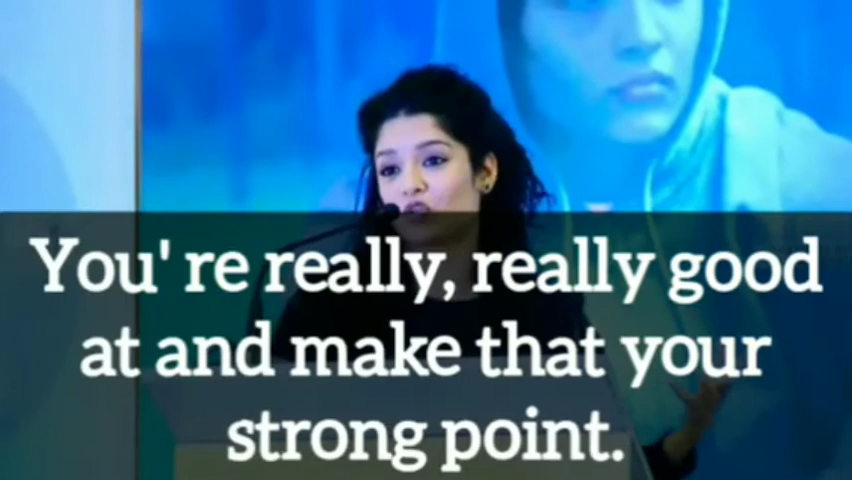 You' re really, really good
at and make that your
strong point.